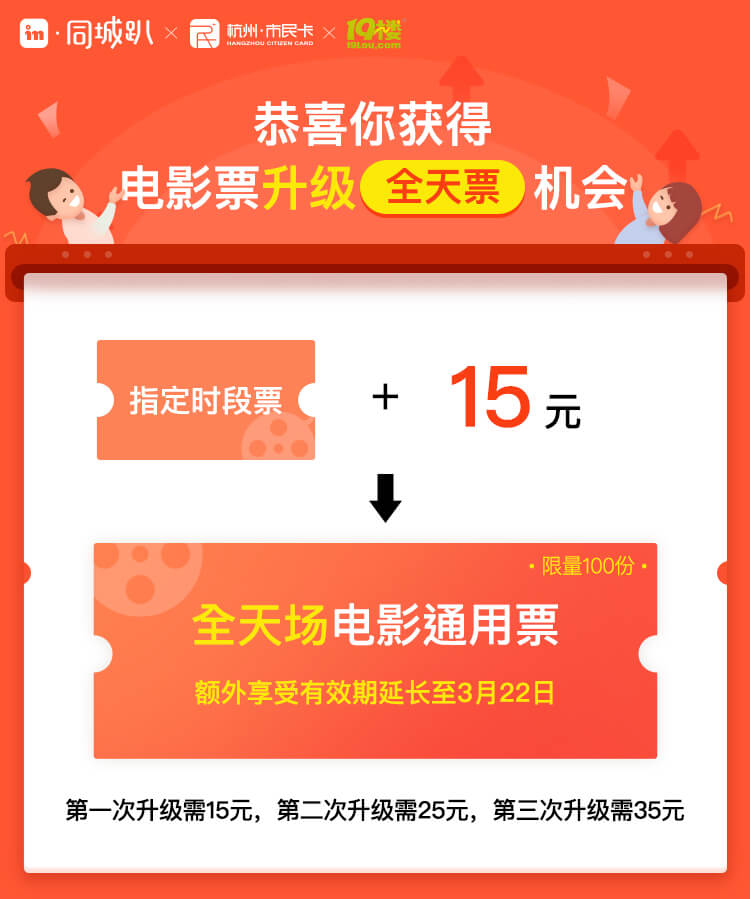 in · 同城趴 × 杭州·市民卡 HANGZHOU CITIZEN CARD × 19楼 19Lou.com
恭喜你获得
电影票升级 全天票 机会
指定时段票 + 15 元
· 限量100份 ·
全天场电影通用票
额外享受有效期延长至3月22日
第一次升级需15元，第二次升级需25元，第三次升级需35元